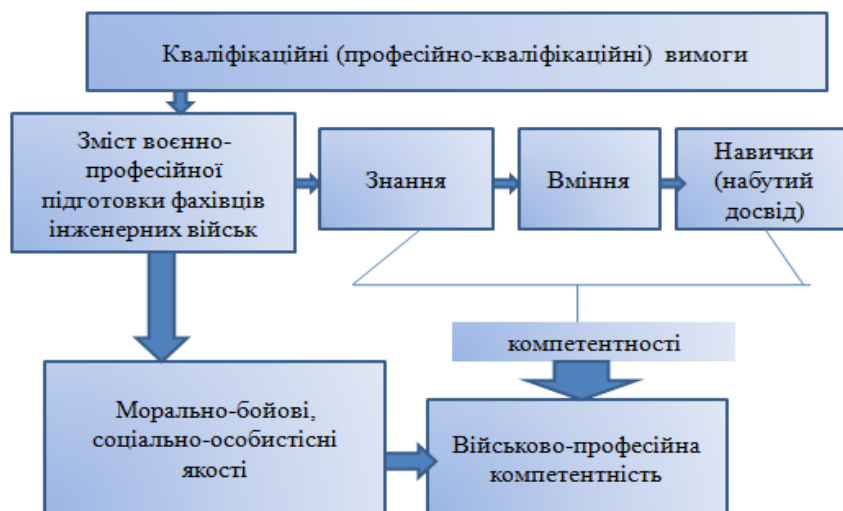 Кваліфікаційні (професійно-кваліфікаційні) вимоги
Зміст воєнно-
професійної
підготовки фахівців
інженерних військ
Знання
Вміння
Навички
(набутий
досвід)
компетентності
Морально-бойові,
соціально-особистісні
якості
Військово-професійна
компетентність